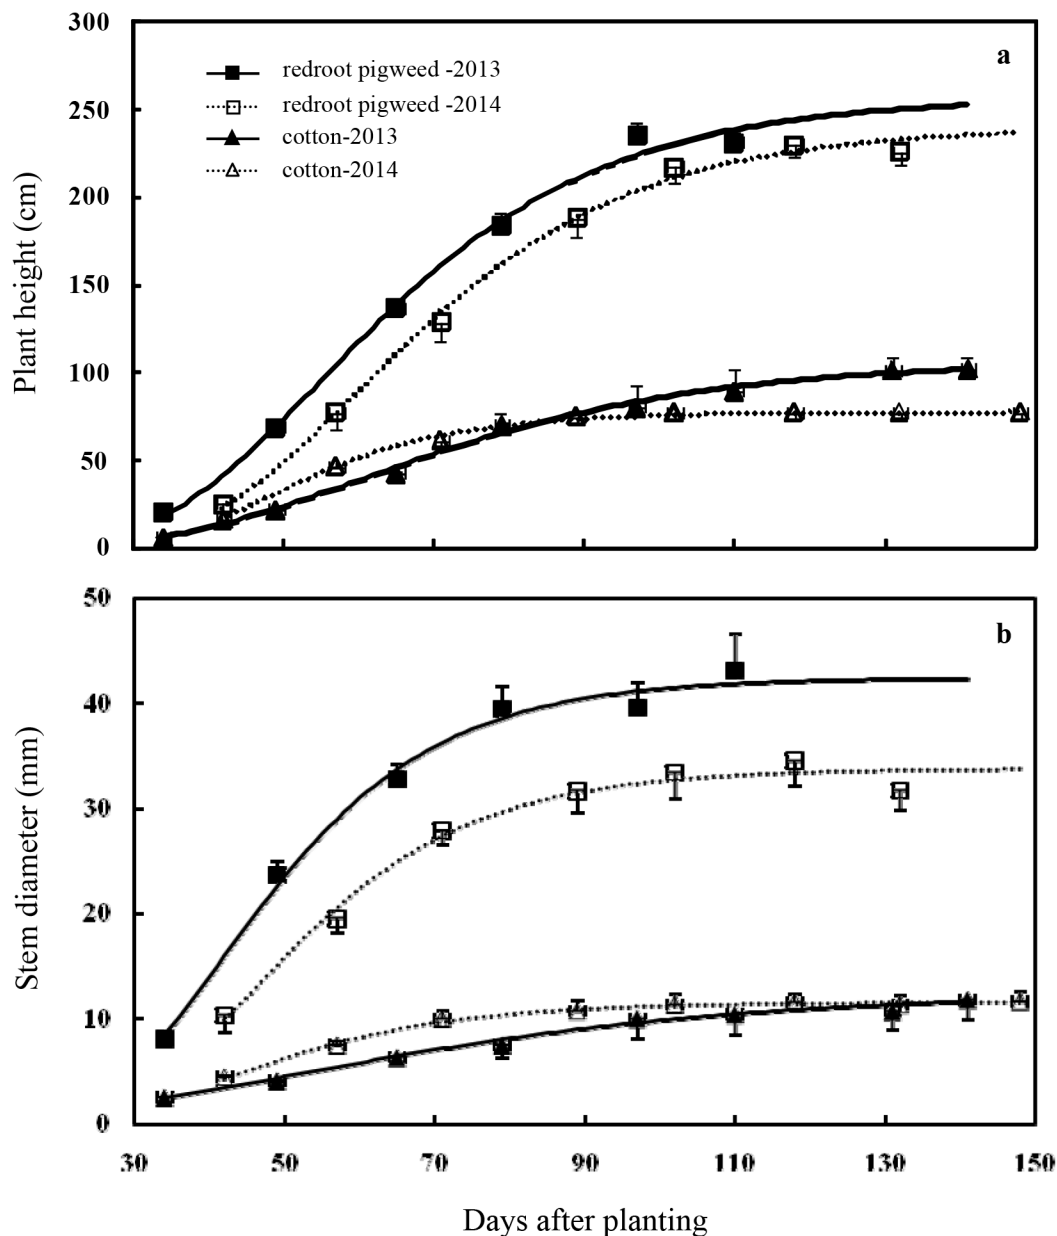 300
a
redroot pigweed -2013
redroot pigweed -2014
cotton-2013
cotton-2014
250
200
150
100
50
0
Plant height (cm)
50
b
40
30
20
10
0
Stem diameter (mm)
30 50 70 90 110 130 150
Days after planting